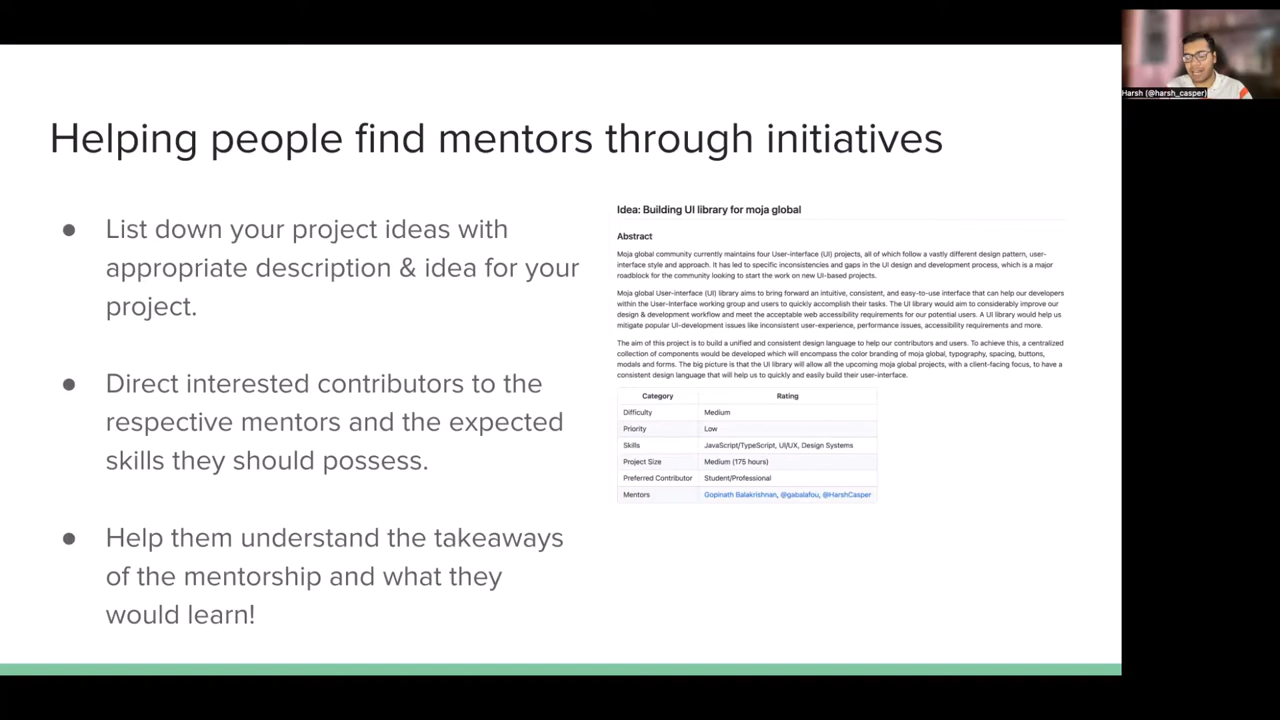 Harsh (@harsh_casper)
Helping people find mentors through initiatives
● List down your project ideas with
appropriate description & idea for your
project.
● Direct interested contributors to the
respective mentors and the expected
skills they should possess.
● Help them understand the takeaways
of the mentorship and what they
would learn!
Idea: Building UI library for moja global
Abstract
Moja global community currently maintains four User-Interface (UI) projects, all of which follow a vastly different design pattern, user-
interface style and approach. It has led to specific inconsistencies and gaps in the UI design and development process, which is a major
roadblock for the community looking to start the work on new UI-based projects.
Moja global User-interface (UI) library aims to bring forward an intuitive, consistent, and easy-to-use interface that can help our developers
within the User-Interface working group and users to quickly accomplish their tasks. The UI library would aim to considerably improve our
design & development workflow and meet the acceptable web accessibility requirements for our potential users. A UI library would help us
mitigate popular UI-development issues like inconsistent user-experience, performance issues, accessibility requirements and more.
The aim of this project is to build a unified and consistent design language to help our contributors and users. To achieve this, a centralized
collection of components would be developed which will encompass the color branding of moja global, typography, spacing, buttons,
modals and forms. The big picture is that the UI library will allow all the upcoming moja global projects, with a client-facing focus, to have a
consistent design language that will help us to quickly and easily build their user-interface.
Category Rating
Difficulty Medium
Priority Low
Skills JavaScript/TypeScript, UI/UX, Design Systems
Project Size Medium (175 hours)
Preferred Contributor Student/Professional
Mentors Gopinath Balakrishnan, @gabalafou, @HarshCasper